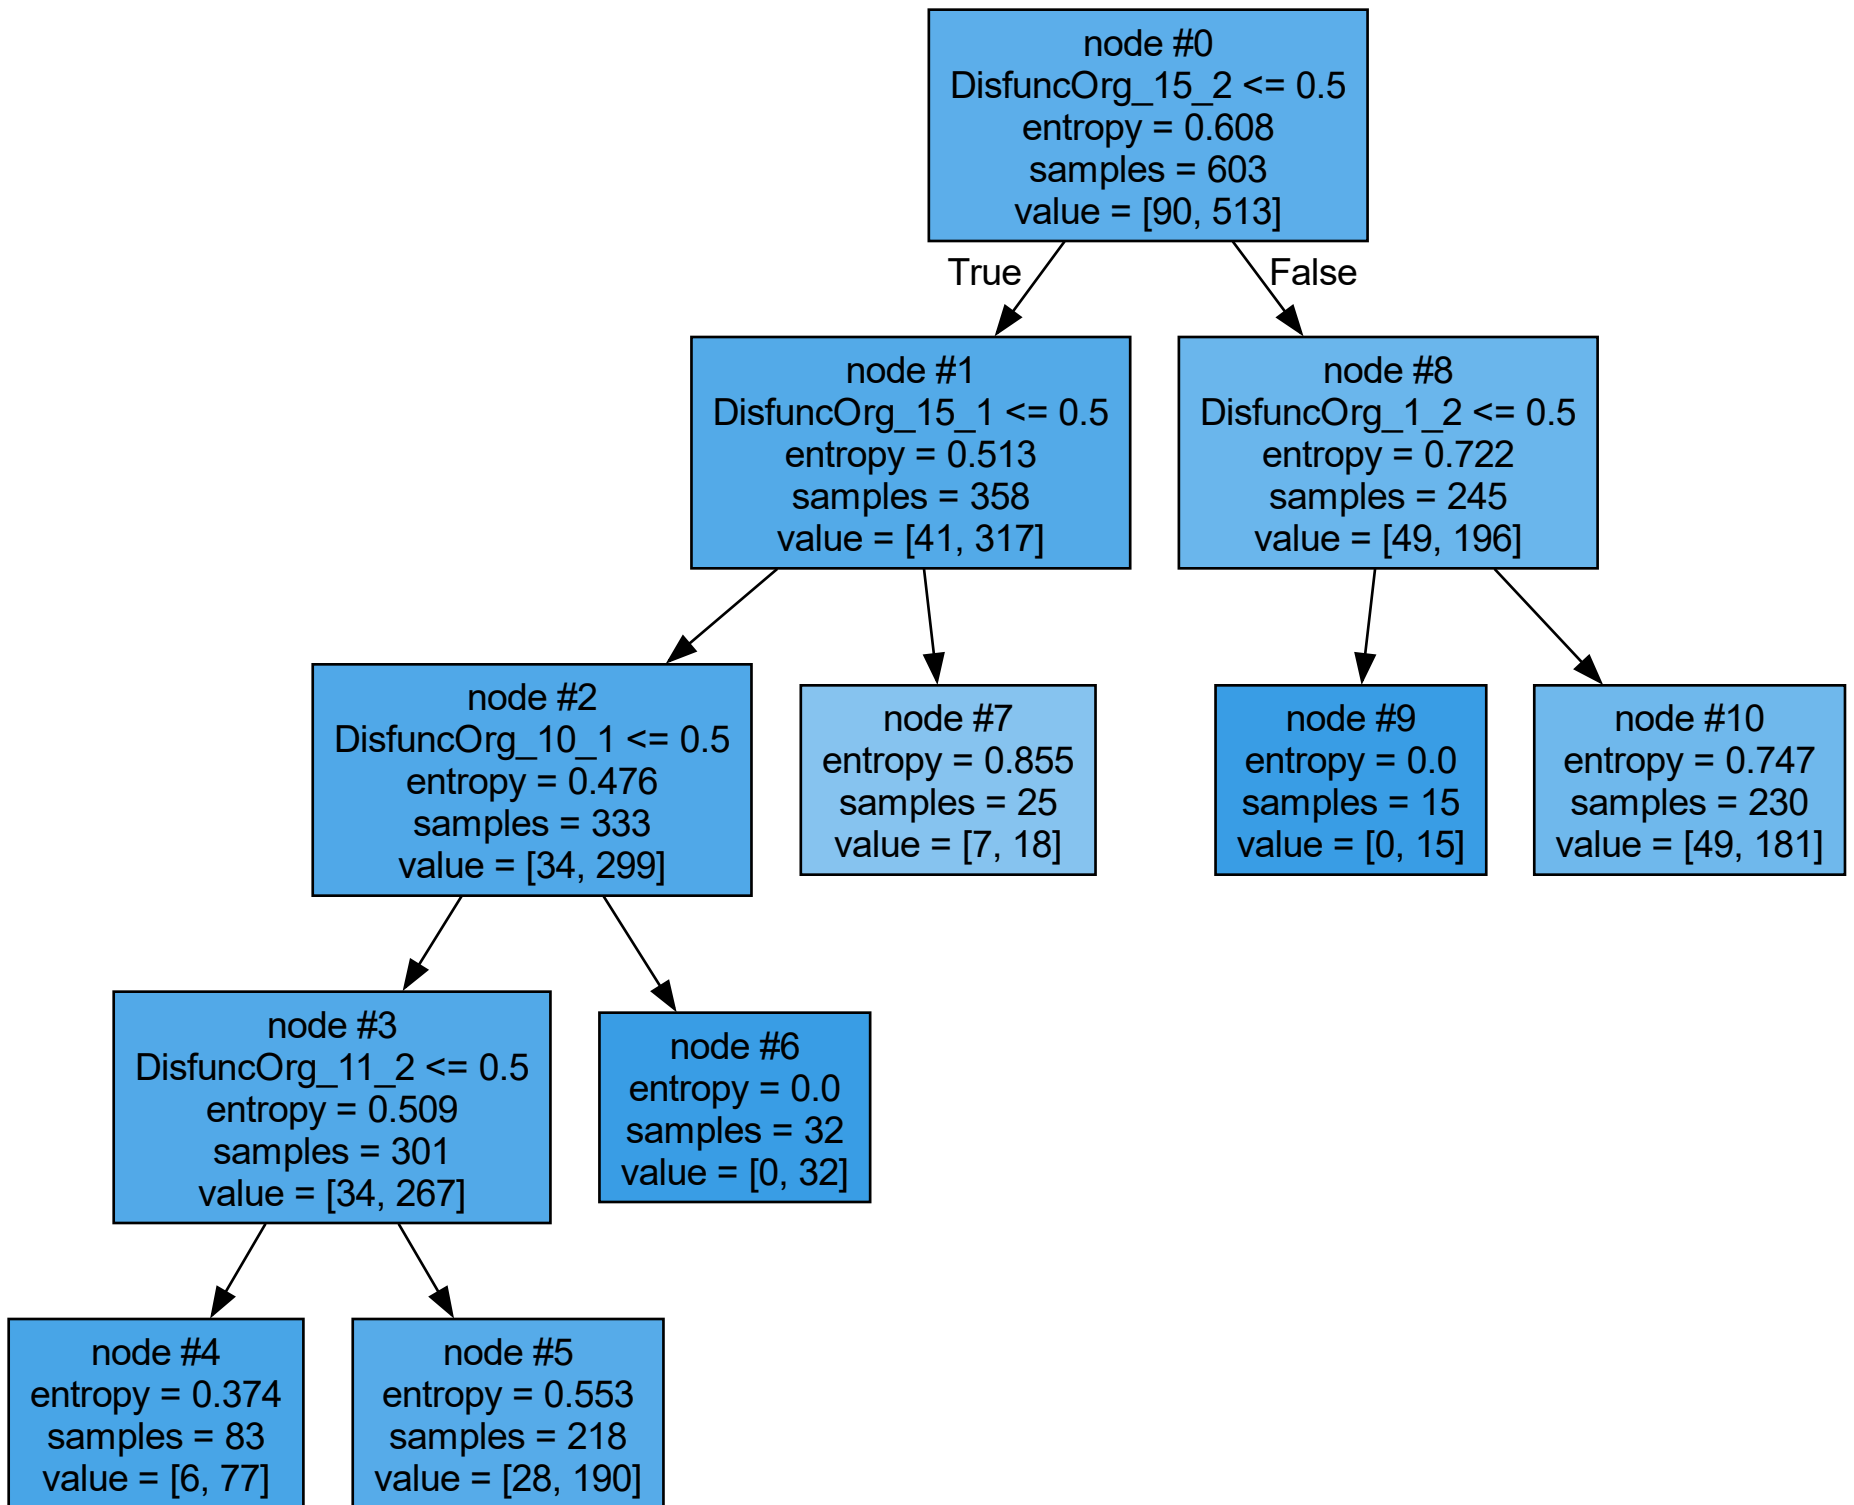 node #0
DisfuncOrg_15_2 <= 0.5
entropy = 0.608
samples = 603
value = [90, 513]
True
False
node #1
DisfuncOrg_15_1 <= 0.5
entropy = 0.513
samples = 358
value = [41, 317]
node #8
DisfuncOrg_1_2 <= 0.5
entropy = 0.722
samples = 245
value = [49, 196]
node #2
DisfuncOrg_10_1 <= 0.5
entropy = 0.476
samples = 333
value = [34, 299]
node #7
entropy = 0.855
samples = 25
value = [7, 18]
node #9
entropy = 0.0
samples = 15
value = [0, 15]
node #10
entropy = 0.747
samples = 230
value = [49, 181]
node #3
DisfuncOrg_11_2 <= 0.5
entropy = 0.509
samples = 301
value = [34, 267]
node #6
entropy = 0.0
samples = 32
value = [0, 32]
node #4
entropy = 0.374
samples = 83
value = [6, 77]
node #5
entropy = 0.553
samples = 218
value = [28, 190]